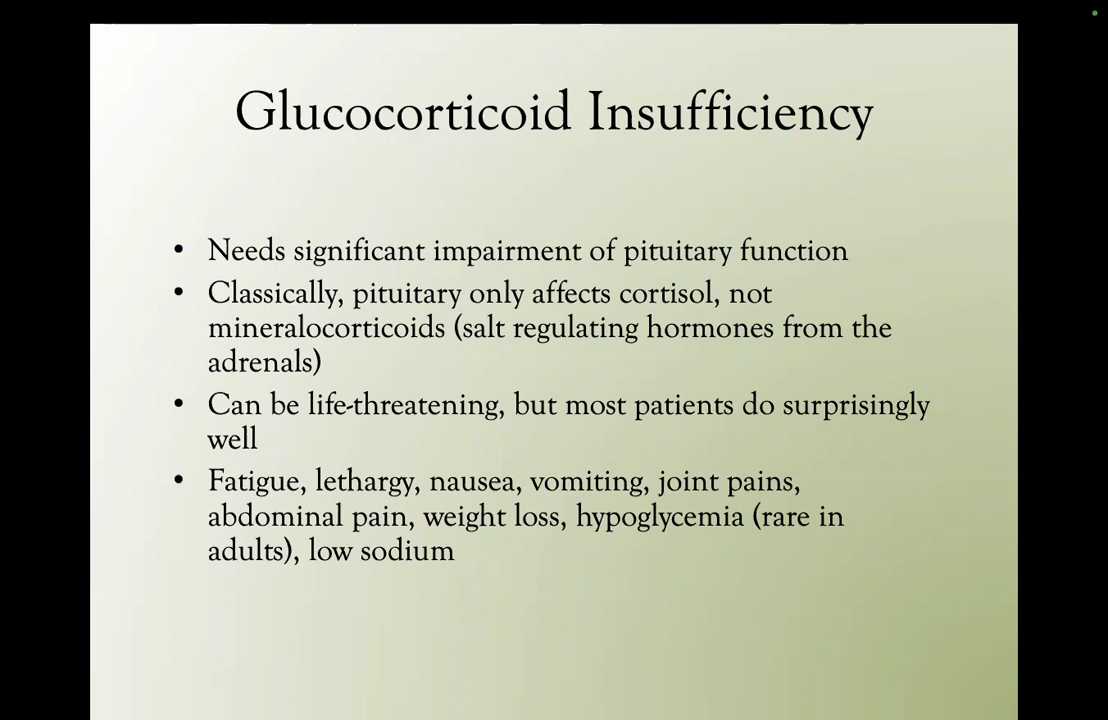 Glucocorticoid Insufficiency
• Needs significant impairment of pituitary function
• Classically, pituitary only affects cortisol, not
mineralocorticoids (salt regulating hormones from the
adrenals)
• Can be life-threatening, but most patients do surprisingly
well
• Fatigue, lethargy, nausea, vomiting, joint pains,
abdominal pain, weight loss, hypoglycemia (rare in
adults), low sodium